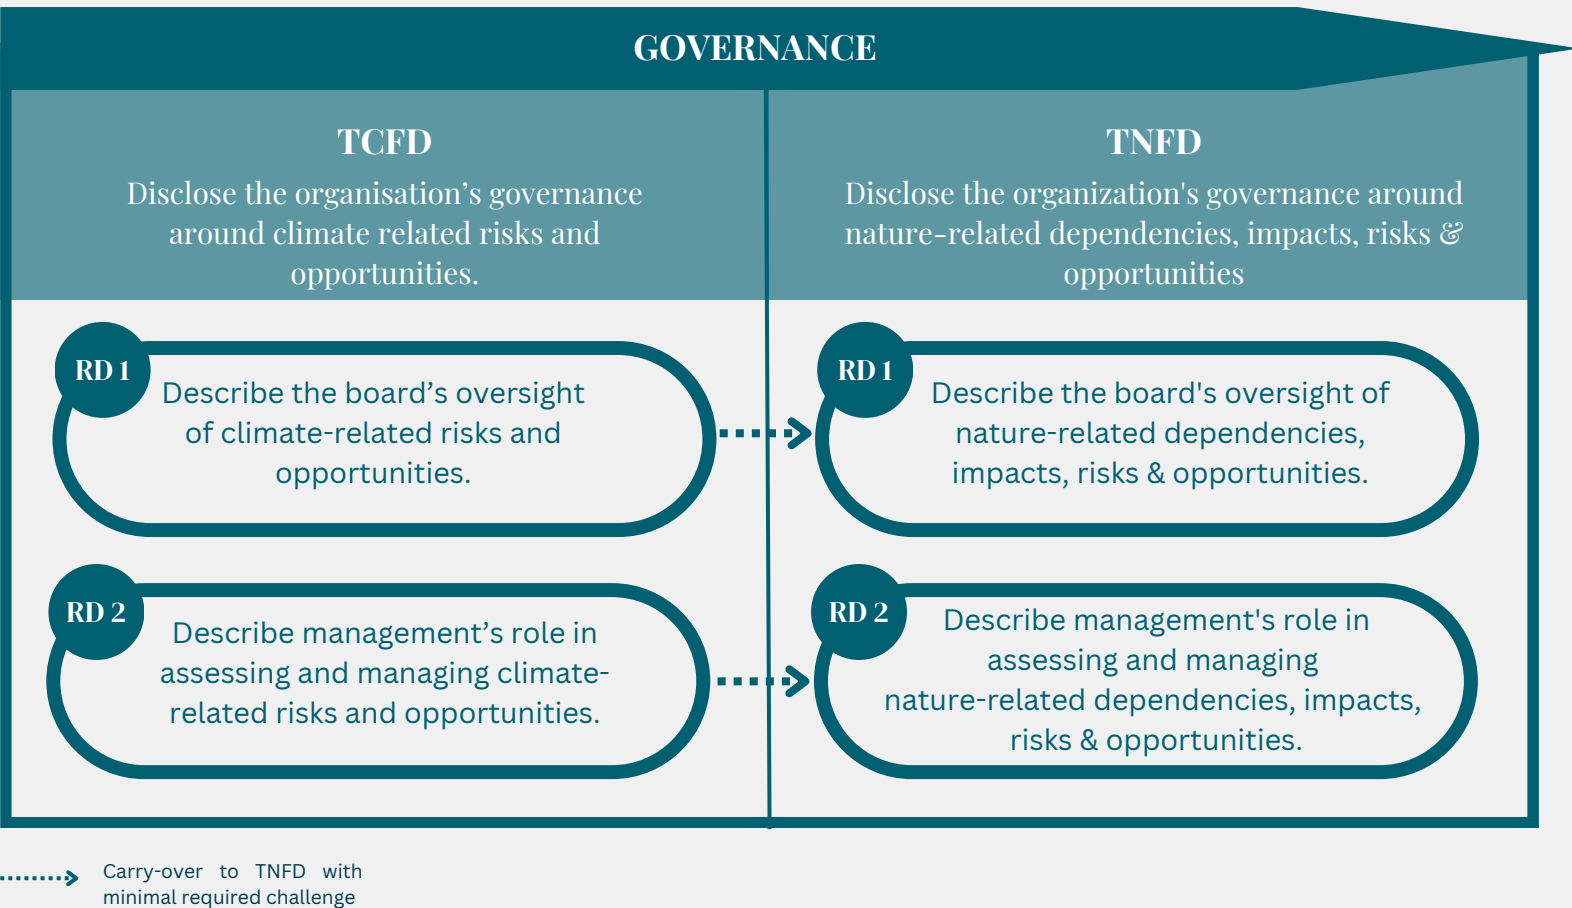 GOVERNANCE
TCFD
Disclose the organisation’s governance
around climate related risks and
opportunities.
TNFD
Disclose the organization's governance around
nature-related dependencies, impacts, risks &
opportunities
RD 1
Describe the board’s oversight
of climate-related risks and
opportunities.
RD 1
Describe the board's oversight of
nature-related dependencies,
impacts, risks & opportunities.
RD 2
Describe management’s role in
assessing and managing climate-
related risks and opportunities.
RD 2
Describe management's role in
assessing and managing
nature-related dependencies, impacts,
risks & opportunities.
Carry-over to TNFD with
minimal required challenge